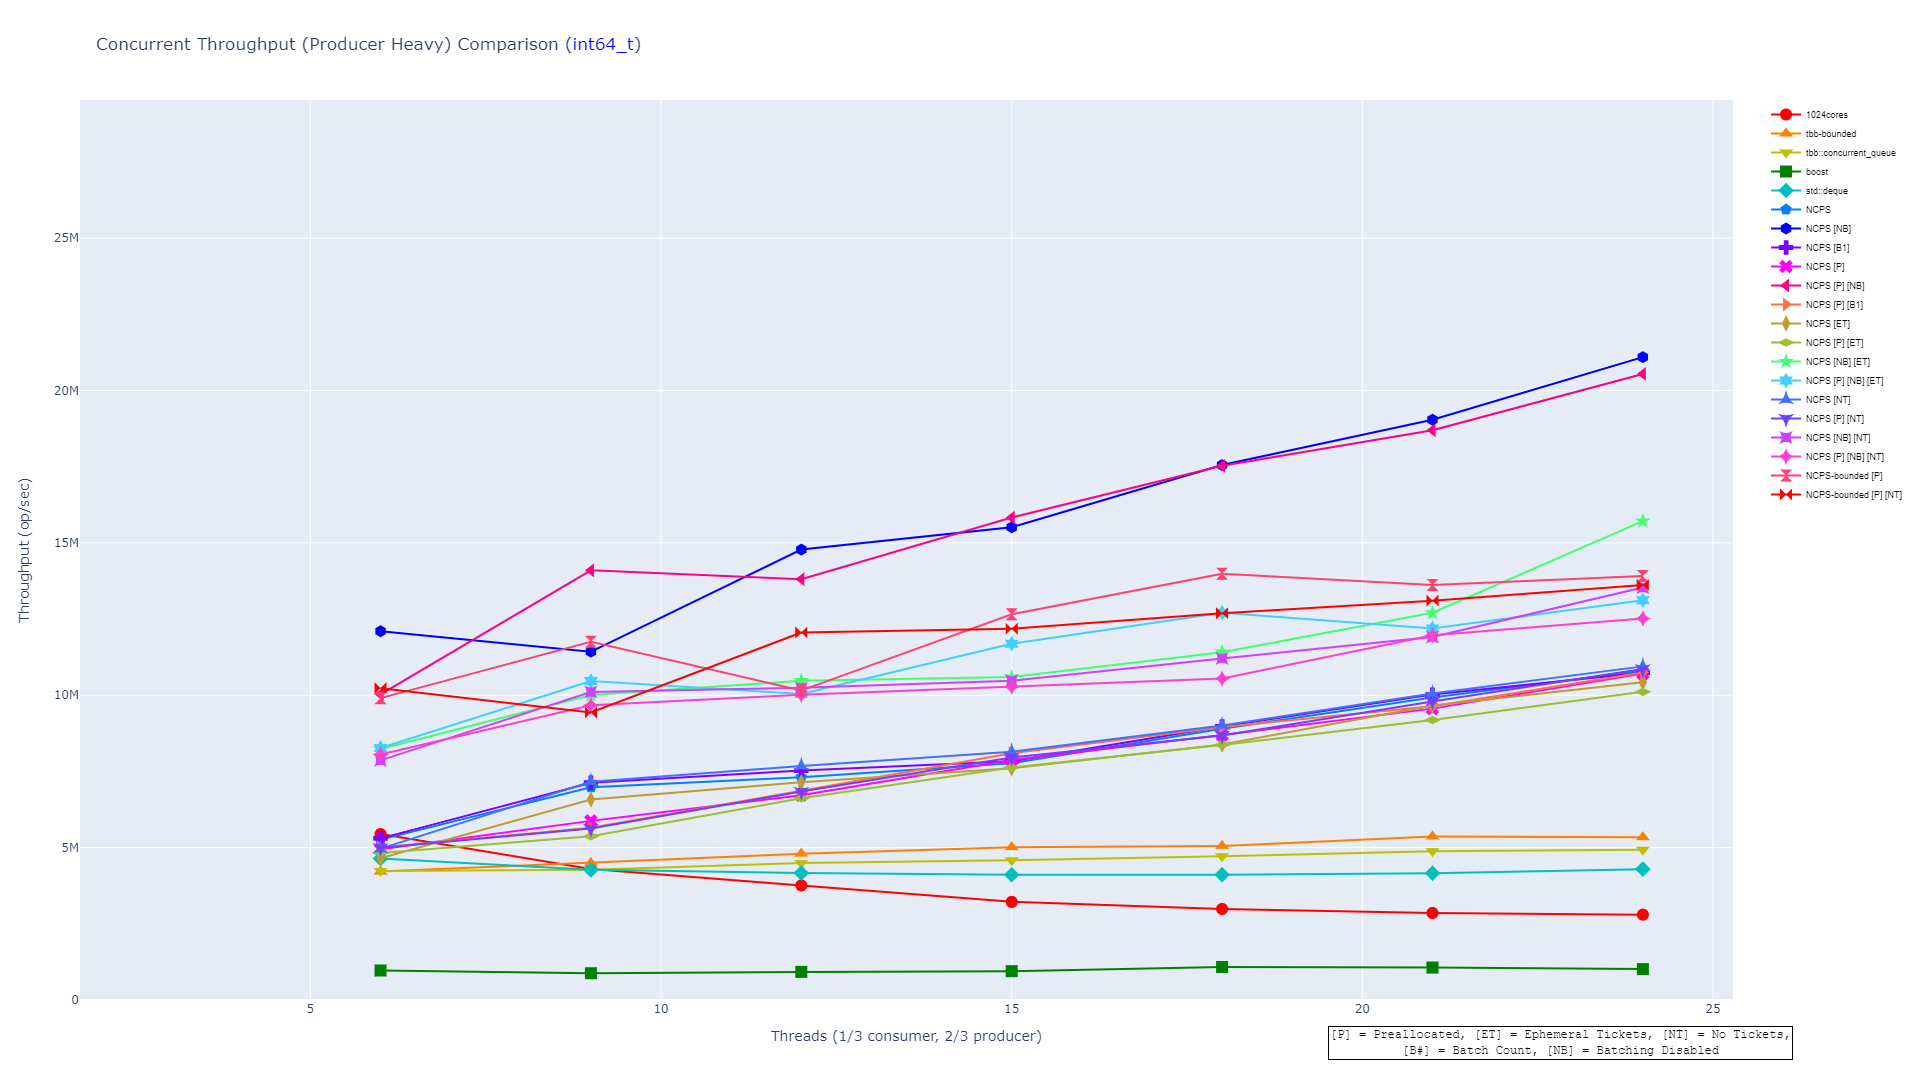 Concurrent Throughput (Producer Heavy) Comparison (int64_t)
1024cores
tbb-bounded
tbb::concurrent_queue
boost
std::deque
NCPS
NCPS [NB]
NCPS [B1]
NCPS [P]
NCPS [P] [NB]
NCPS [P] [B1]
NCPS [ET]
NCPS [P] [ET]
NCPS [NB] [ET]
NCPS [P] [NB] [ET]
NCPS [NT]
NCPS [P] [NT]
NCPS [NB] [NT]
NCPS [P] [NB] [NT]
NCPS-bounded [P]
NCPS-bounded [P] [NT]
25M
20M
15M
10M
5M
0
Throughput (op/sec)
5 10 15 20 25
Threads (1/3 consumer, 2/3 producer)
[P] = Preallocated, [ET] = Ephemeral Tickets, [NT] = No Tickets,
[B#] = Batch Count, [NB] = Batching Disabled